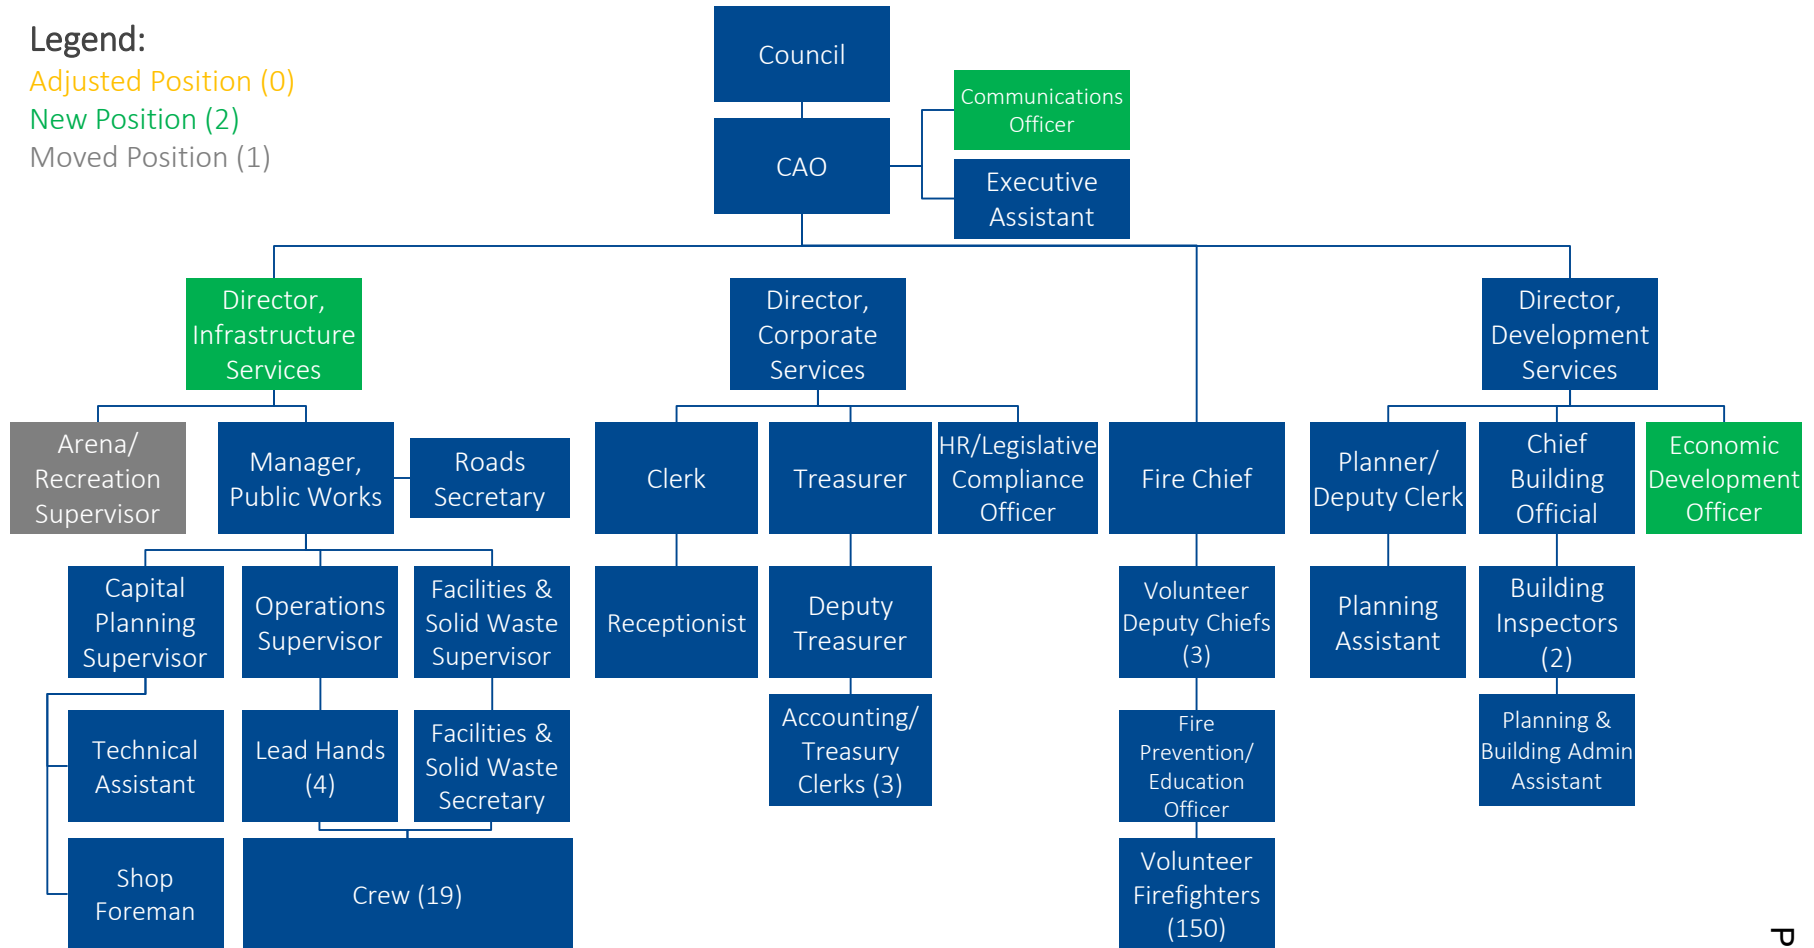 Legend:
Adjusted Position (0)
New Position (2)
Moved Position (1)
Council
CAO
Communications
Officer
Executive
Assistant
Director,
Infrastructure
Services
Director,
Corporate
Services
Director,
Development
Services
Arena/
Recreation
Supervisor
Manager,
Public Works
Roads
Secretary
Clerk
Treasurer
HR/Legislative
Compliance
Officer
Fire Chief
Planner/
Deputy Clerk
Chief
Building
Official
Economic
Development
Officer
Capital
Planning
Supervisor
Operations
Supervisor
Facilities &
Solid Waste
Supervisor
Receptionist
Deputy
Treasurer
Volunteer
Deputy Chiefs
(3)
Planning
Assistant
Building
Inspectors
(2)
Technical
Assistant
Lead Hands
(4)
Facilities &
Solid Waste
Secretary
Accounting/
Treasury
Clerks (3)
Fire
Prevention/
Education
Officer
Planning &
Building Admin
Assistant
Shop
Foreman
Crew (19)
Volunteer
Firefighters
(150)
P